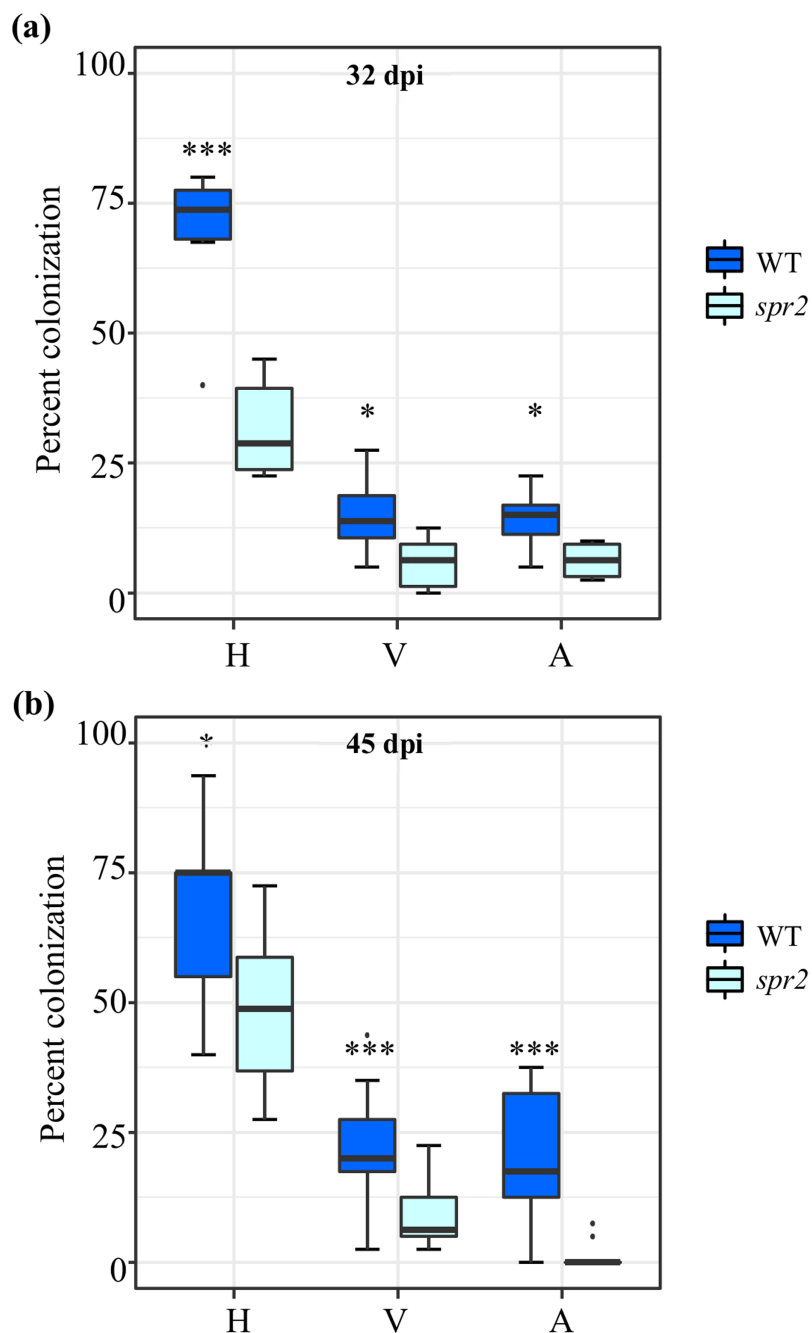 (a)
32 dpi
Percent colonization
100
75
50
25
0
***
*
*
H V A
WT
spr2
(b)
45 dpi
Percent colonization
100
75
50
25
0
*
***
***
H V A
WT
spr2